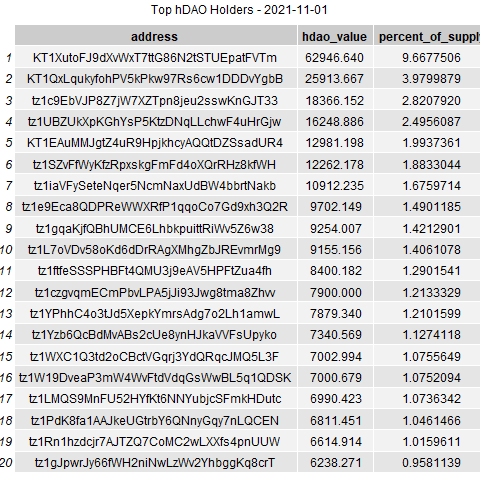 Top hDAO Holders - 2021-11-01
address hdao_value percent_of_supply
1 KT1XutoFJ9dXvWxT7ttG86N2tSTUEpatFVTm 62946.640 9.6677506
2 KT1QxLqukyfohPV5kPkw97Rs6cw1DDDvYgbB 25913.667 3.9799879
3 tz1c9EbVJP8Z7jW7XZTpn8jeu2sswKnGJT33 18366.152 2.8207920
4 tz1UBZUkXpKGhYsP5KtzDNqLLchwF4uHrGjw 16248.886 2.4956087
5 KT1EAuMMJgtZ4uR9HpjkhcyAQQtDZSsadUR4 12981.198 1.9937361
6 tz1SZvFfWyKfzRpxskgFmFd4oXQrRHz8kfWH 12262.178 1.8833044
7 tz1iaVFySeteNqer5NcmNaxUdBW4bbrtNakb 10912.235 1.6759714
8 tz1e9Eca8QDPReWWXRfP1qqoCo7Gd9xh3Q2R 9702.149 1.4901185
9 tz1gqaKjfQBhUMCE6LhbkpuittRiWv5Z6w38 9254.007 1.4212901
10 tz1L7oVDv58oKd6dDrRAgXMhgZbJREvmrMg9 9155.156 1.4061078
11 tz1ftfeSSSPHBFt4QMU3j9eAV5HPFtZua4fh 8400.182 1.2901541
12 tz1czgvqmECmPbvLPA5jJi93Jwg8tma8Zhvv 7900.000 1.2133329
13 tz1YPhhC4o3tJd5XepkYmrsAdg7o2Lh1amwL 7879.340 1.2101599
14 tz1Yzb6QcBdMvABs2cUe8ynHJkaVVFsUpyko 7340.569 1.1274118
15 tz1WXC1Q3td2oCBctVGqrj3YdQRqcJMQ5L3F 7002.994 1.0755649
16 tz1W19DveaP3mW4WvFtdVdqGsWwBL5q1QDSK 7000.679 1.0752094
17 tz1LMQS9MnFU52HYfKt6NNYubjcSFmkHDutc 6990.423 1.0736342
18 tz1PdK8fa1AAJkeUGtrbY6QNnyGqy7nLQCEN 6811.451 1.0461466
19 tz1Rn1hzdcjr7AJTZQ7CoMC2wLXXfs4pnUUW 6614.914 1.0159611
20 tz1gJpwrJy66fWH2niNwLzWv2YhbggKq8crT 6238.271 0.9581139